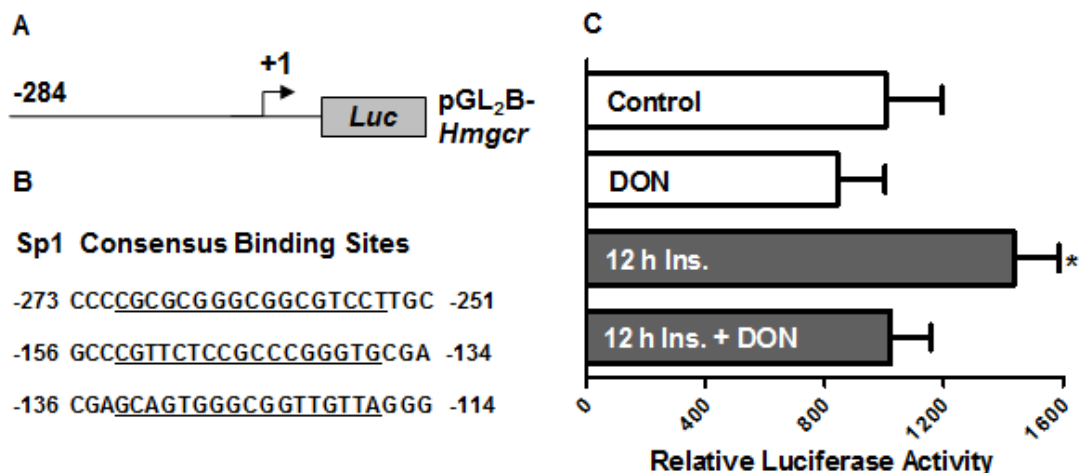 A
-284
+1
Luc
pGL2B-
Hmgcr
B
Sp1 Consensus Binding Sites
-273 CCCCGCGCGGGCGGCGTCCTTGC -251
-156 GCCCGTTCTCCGCCCGGGTGCGA -134
-136 CGAGCAGTGGGCGGTTGTTAGGG -114
C
Control
DON
12 h Ins.
*
12 h Ins. + DON
0 400 800 1200 1600
Relative Luciferase Activity